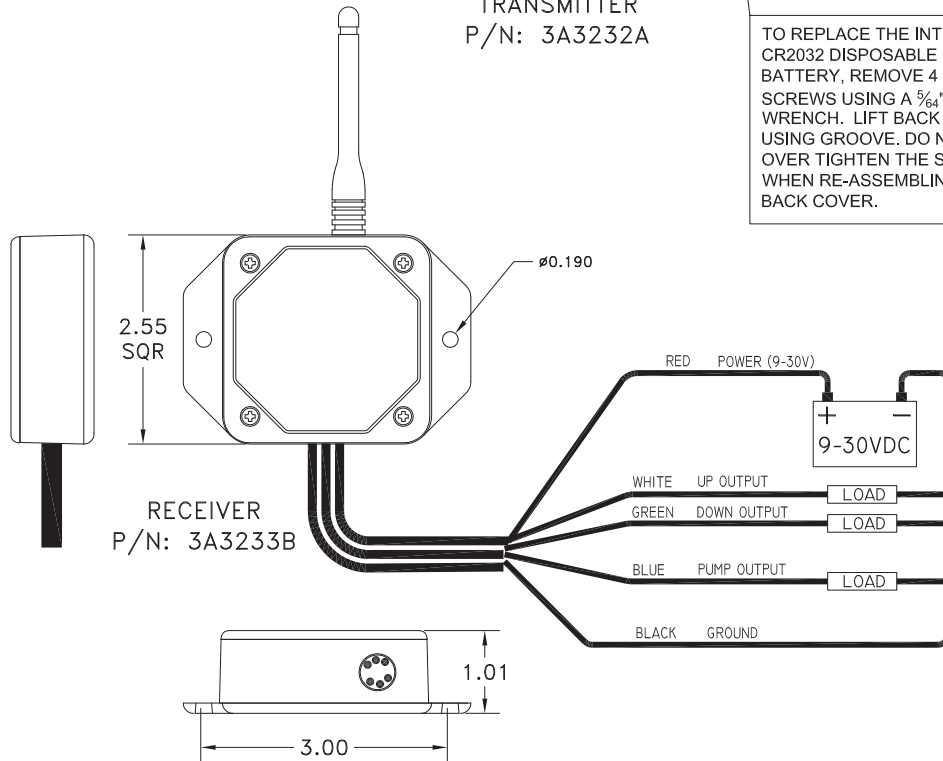 TRANSMITTER
P/N: 3A3232A
TO REPLACE THE
CR2032 DISPOSABLE
BATTERY, REMOVE 4
SCREWS USING A 5⁄64"
WRENCH. LIFT BACK
USING GROOVE. DO
OVER TIGHTEN THE
WHEN
BACK COVER.
ø0.190
2.55
SQR
RED POWER (9-30V)
+ −
9-30VDC
WHITE UP OUTPUT LOAD
GREEN DOWN OUTPUT LOAD
RECEIVER
P/N: 3A3233B
BLUE PUMP OUTPUT LOAD
BLACK GROUND
1.01
3.00